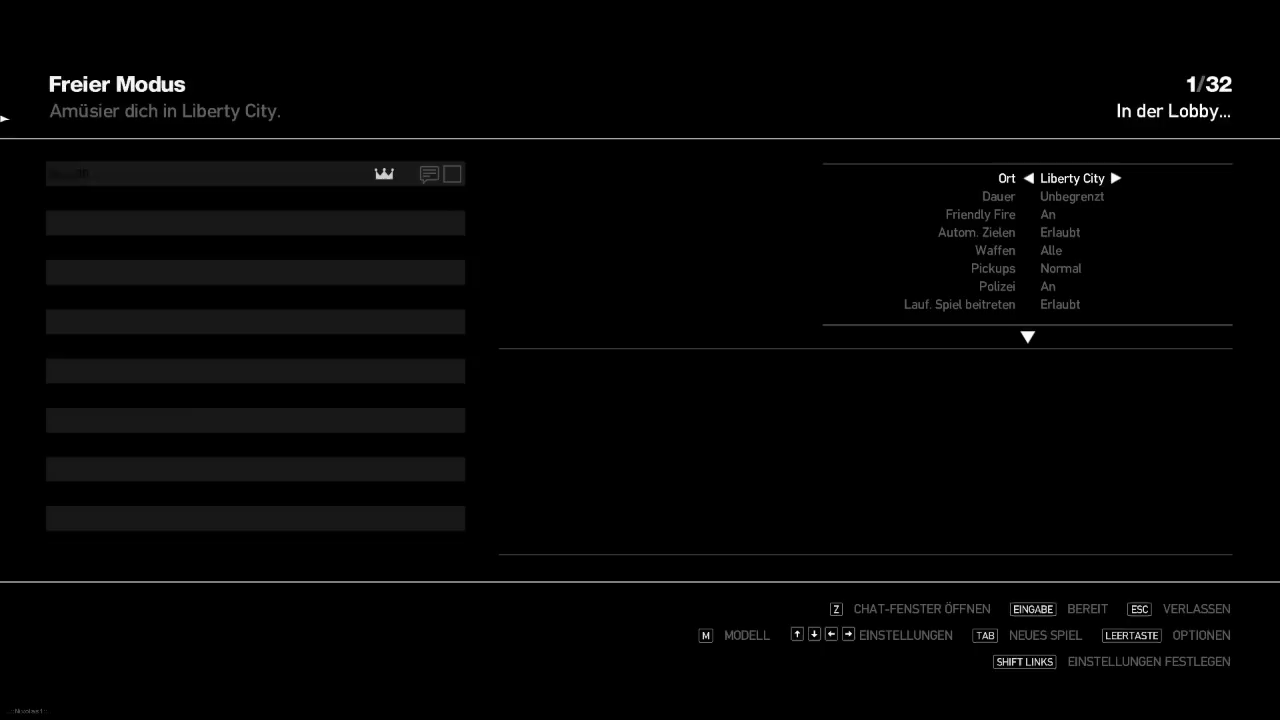 Freier Modus
1/32
Amüsier dich in Liberty City.
In der Lobby...
Ort Liberty City
Dauer Unbegrenzt
Friendly Fire An
Autom. Zielen Erlaubt
Waffen Alle
Pickups Normal
Polizei An
Lauf. Spiel beitreten Erlaubt
Z CHAT-FENSTER ÖFFNEN EINGABE BEREIT ESC VERLASSEN
M MODELL EINSTELLUNGEN TAB NEUES SPIEL LEERTASTE OPTIONEN
SHIFT LINKS EINSTELLUNGEN FESTLEGEN